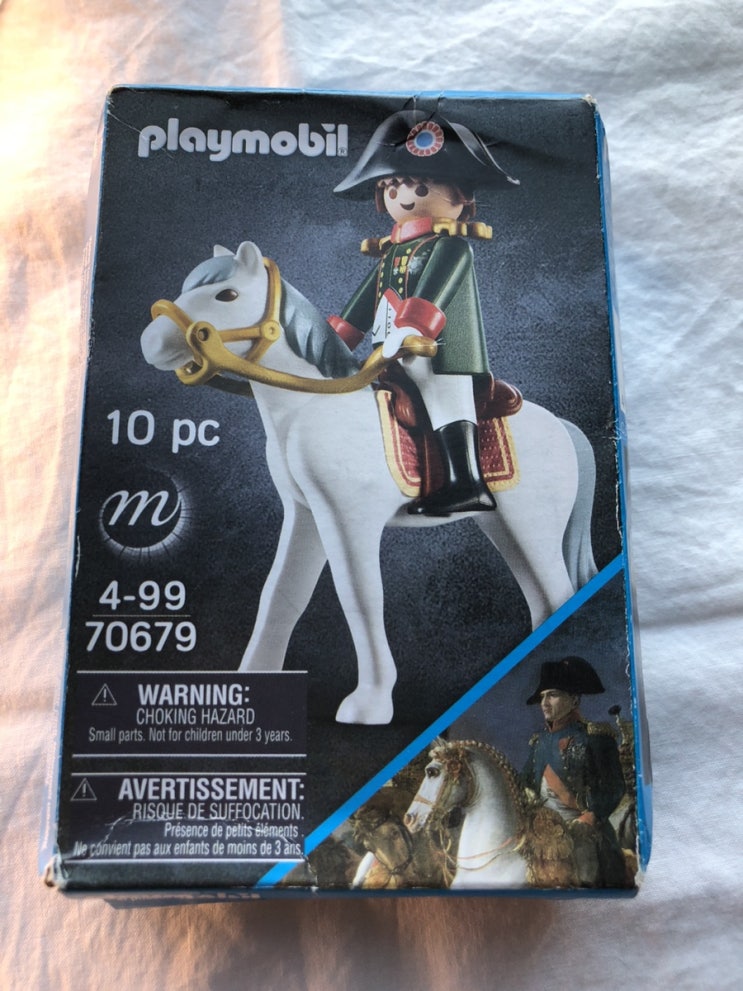 playmobil®
10 pc
m
4-99
70679
⚠ WARNING:
CHOKING HAZARD
Small parts. Not for children under 3 years.
⚠ AVERTISSEMENT:
RISQUE DE SUFFOCATION.
Présence de petits éléments.
Ne convient pas aux enfants de moins de 3 ans.